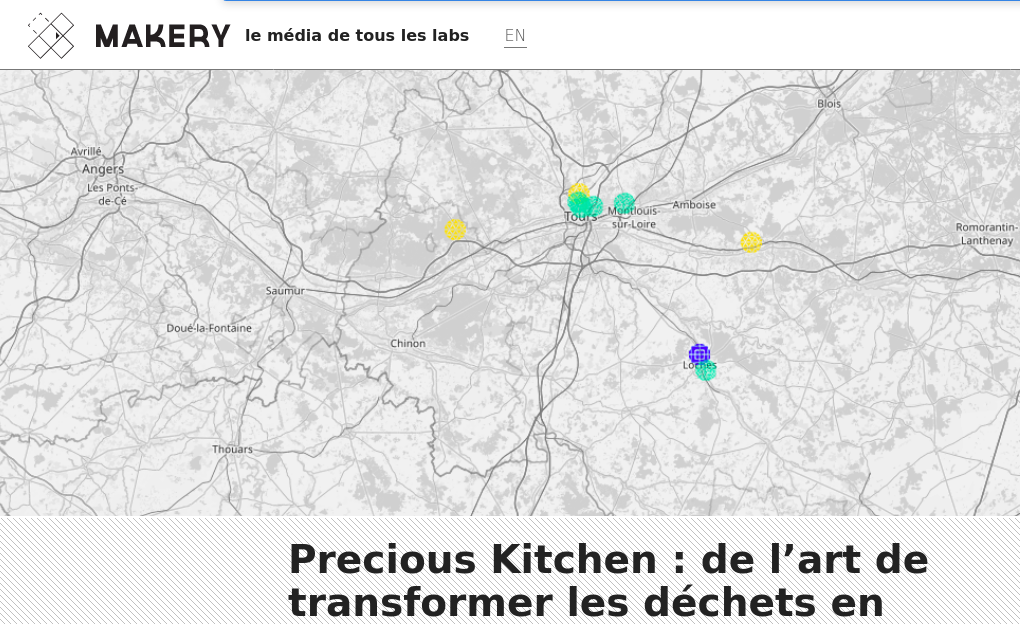 MAKERY le média de tous les labs EN
Blois
Avrillé
Angers
Les Ponts-
de-Cé
Amboise
Tours
Montlouis-
sur-Loire
Romorantin-
Lanthenay
Saumur
Doué-la-Fontaine
Chinon
Loches
Thouars
Precious Kitchen : de l’art de
transformer les déchets en